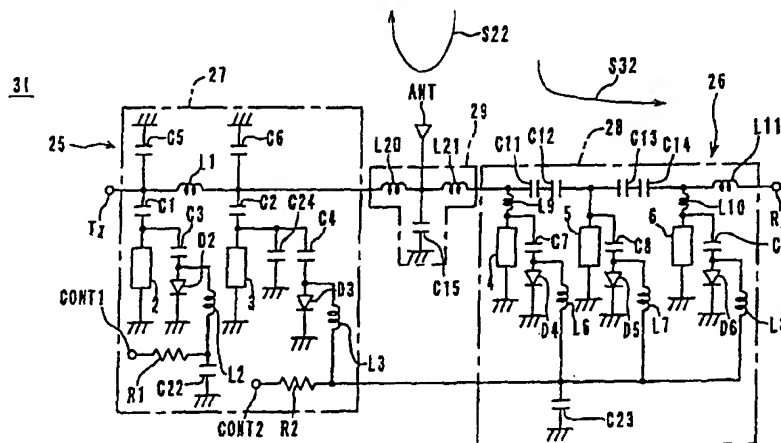 31
27
S22
S32
26
25
C5
C6
ANT
29
28
L11
L1
L20
L21
C11
C12
C13
C14
Tx
C1
C3
C2
C24
C4
L9
L10
D2
C7
C8
2
4
5
6
CONT1
D3
C15
D4
L6
D5
L7
D6
R1
C22
L2
L3
CONT2
R2
C23